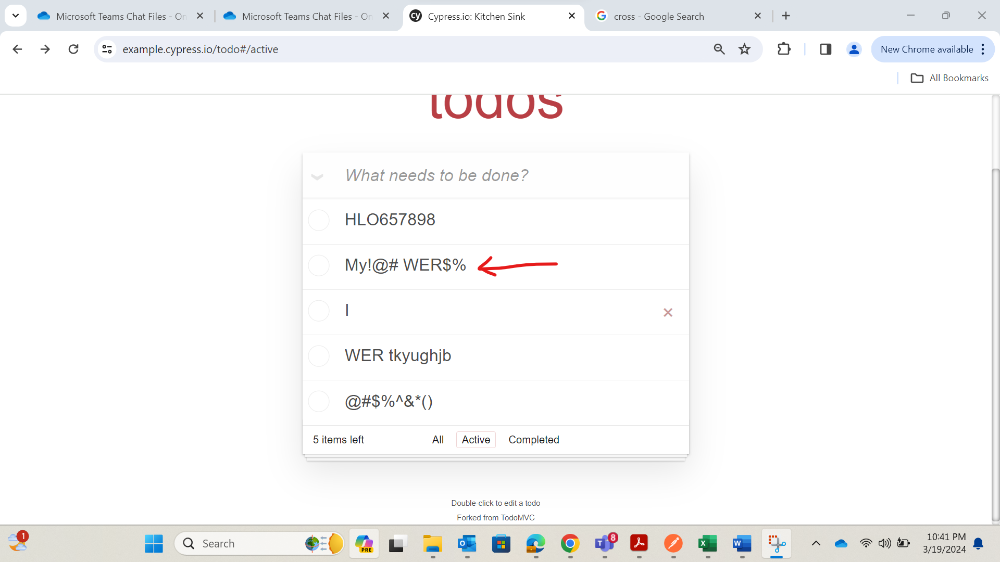 Microsoft Teams Chat Files - On
Microsoft Teams Chat Files - On
cy
Cypress.io: Kitchen Sink
cross - Google Search
example.cypress.io/todo#/active
New Chrome available
All Bookmarks
todos
What needs to be done?
HLO657898
My!@# WER$%
I
WER tkyughjb
@#$%^&*()
5 items left
All
Active
Completed
Double-click to edit a todo
Forked from TodoMVC
1
Search
PRE
8
10:41 PM
3/19/2024